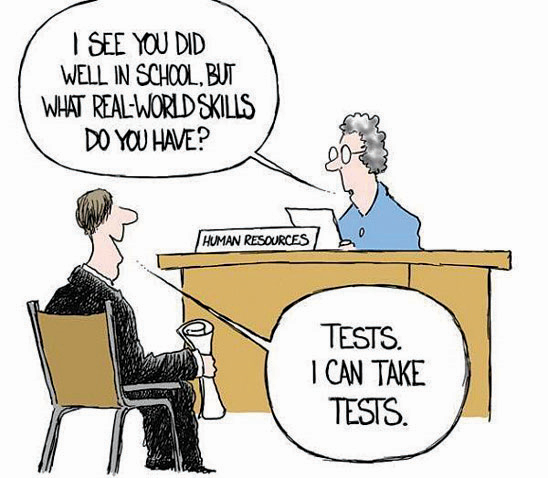 I SEE YOU DID
WELL IN SCHOOL, BUT
WHAT REAL-WORLD SKILLS
DO YOU HAVE?
HUMAN RESOURCES
TESTS.
I CAN TAKE
TESTS.